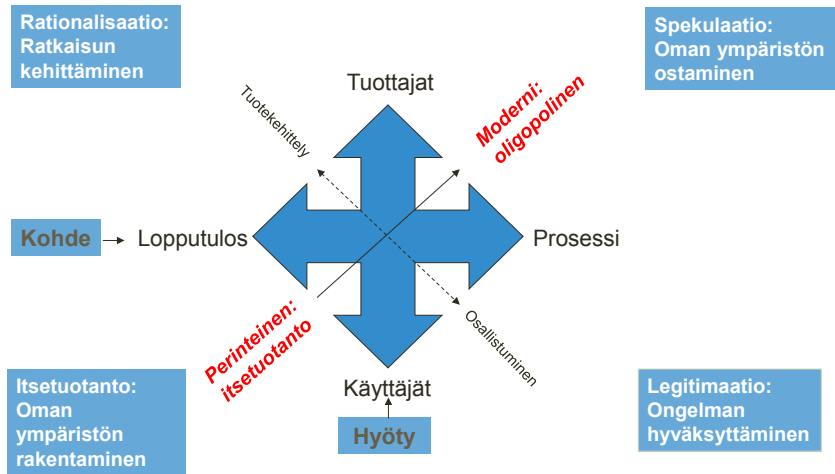 Rationalisaatio:
Ratkaisun
kehittäminen
Spekulaatio:
Oman ympäristön
ostaminen
Tuottajat
Tuotekehittely
Moderni:
oligopolinen
Kohde
Lopputulos
Prosessi
Perinteinen:
itsetuotanto
Osallistuminen
Itsetuotanto:
Oman
ympäristön
rakentaminen
Käyttäjät
Hyöty
Legitimaatio:
Ongelman
hyväksyttäminen